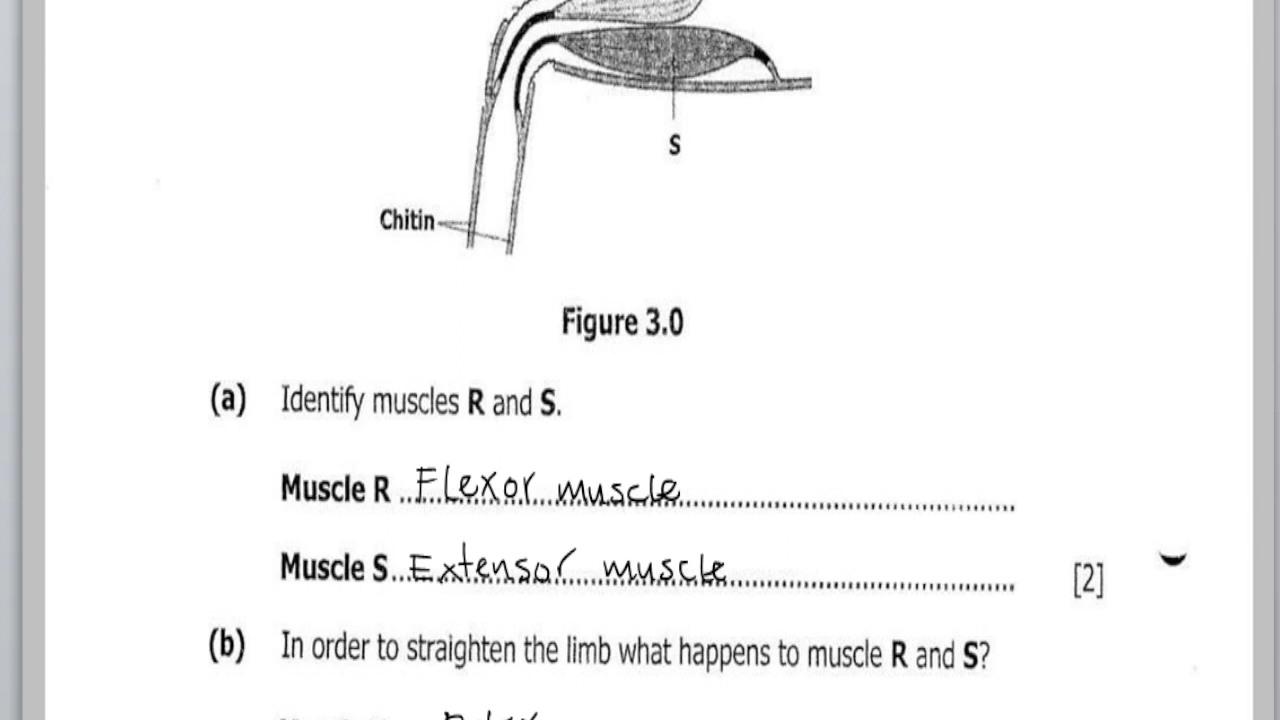 S
Chitin
Figure 3.0
(a) Identify muscles R and S.
Muscle R ..Flexor muscle..........
Muscle S...Extensor muscle.......... [2]
(b) In order to straighten the limb what happens to muscle R and S?